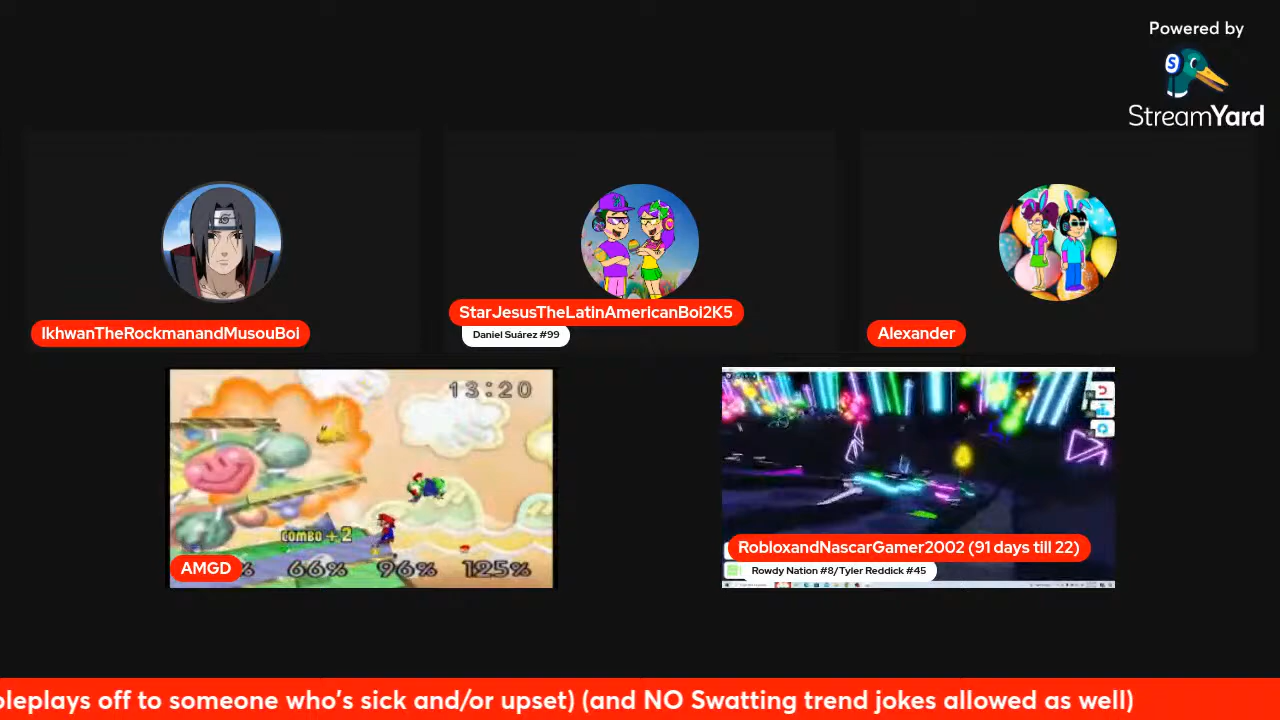 Powered by
StreamYard
IkhwanTheRockmanandMusouBoi
StarJesusTheLatinAmericanBoi2K5
Daniel Suárez #99
Alexander
13:20
COMBO + 2
AMGD
% 66% 96% 125%
RobloxandNascarGamer2002 (91 days till 22)
Rowdy Nation #8/Tyler Reddick #45
oleplays off to someone who's sick and/or upset) (and NO Swatting trend jokes allowed as well)